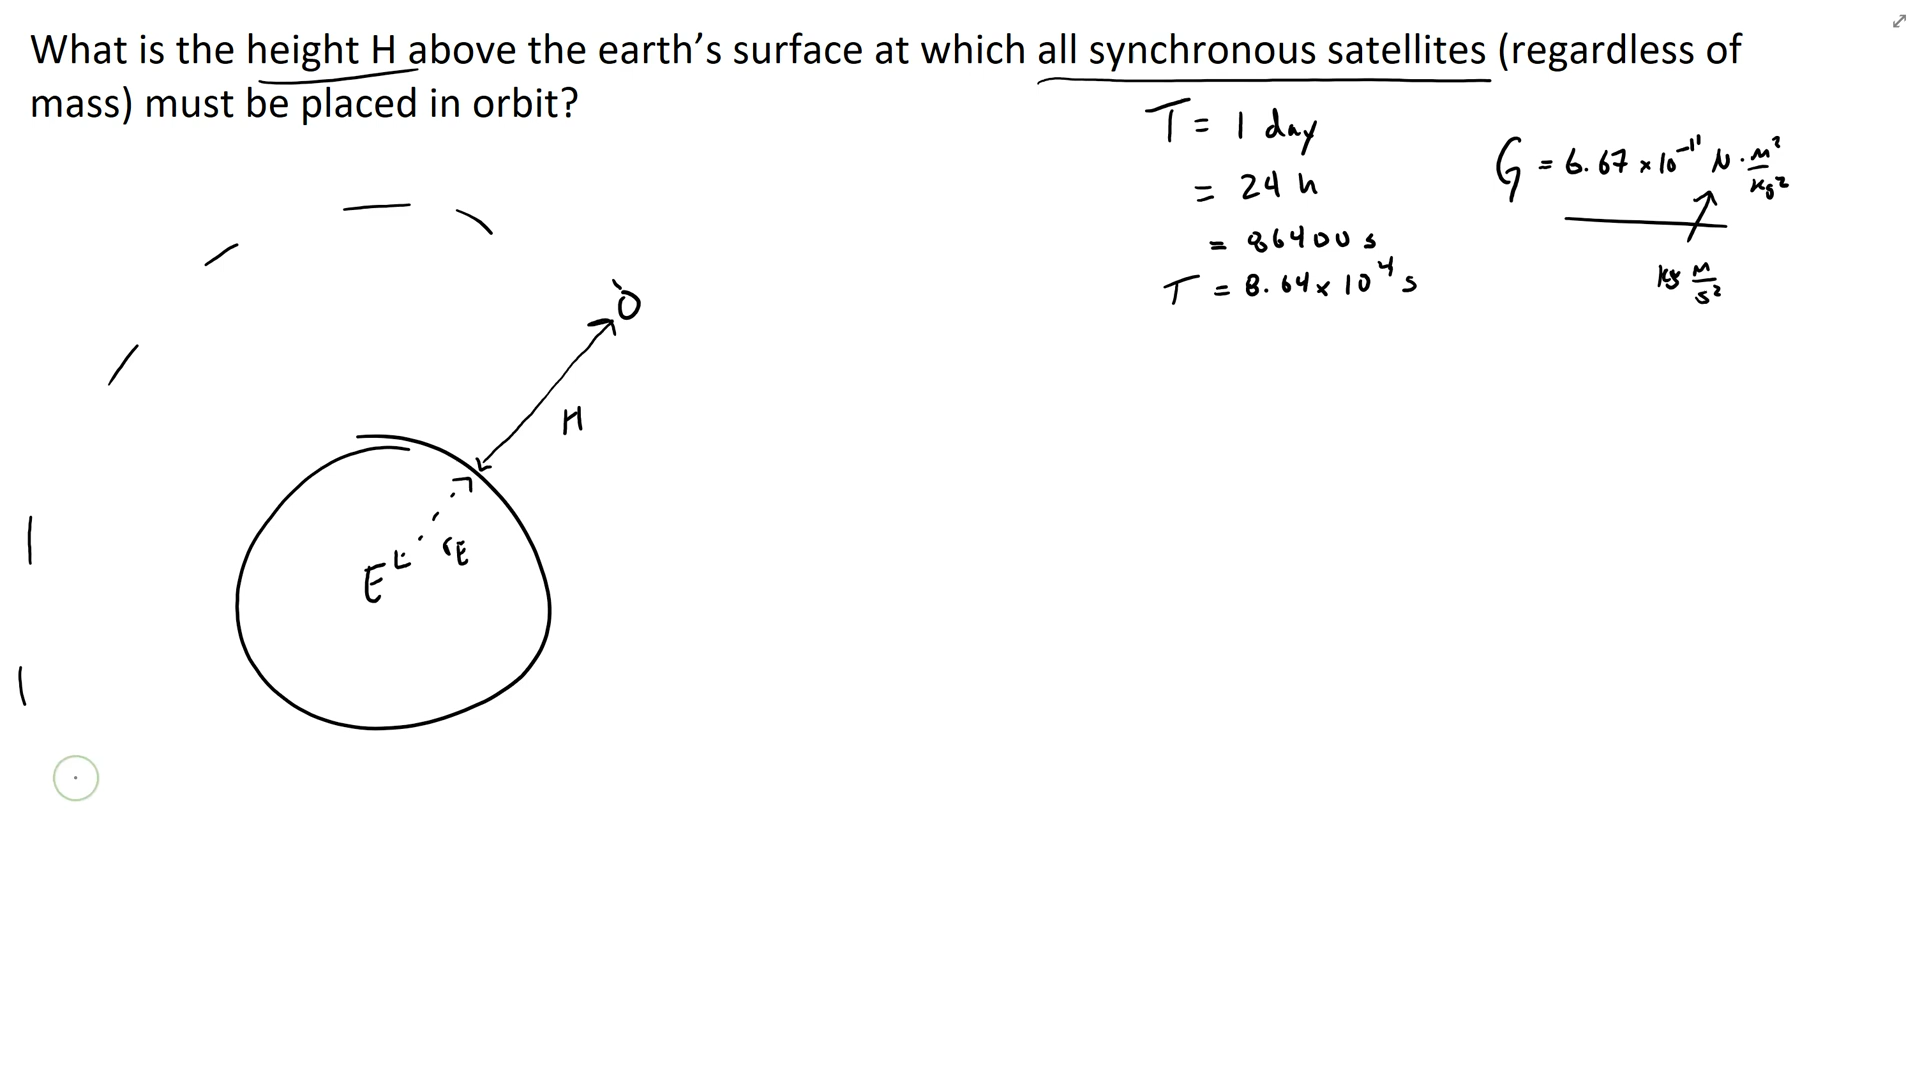 What is the height H above the earth’s surface at which all synchronous satellites (regardless of
mass) must be placed in orbit?
T = 1 day
= 24 h
= 86400 s
T = 8.64 × 10⁴ s
G = 6.67 × 10⁻¹¹ N · m²/kg²
kg m/s²
H
r_E
E